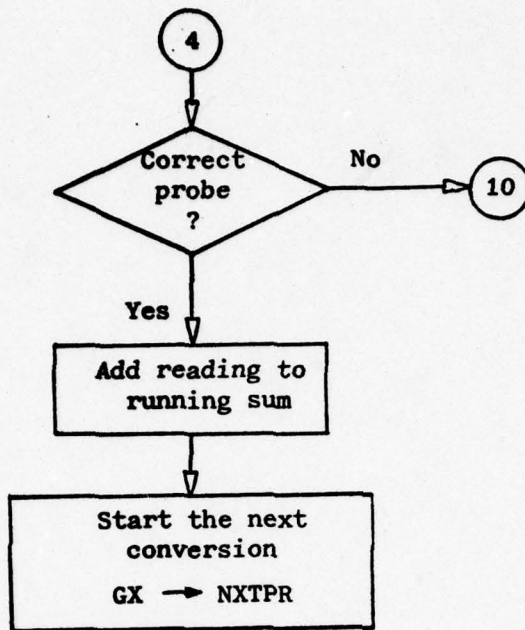 4
Correct
probe
?
No
10
Yes
Add reading to
running sum
Start the next
conversion
GX → NXTPR